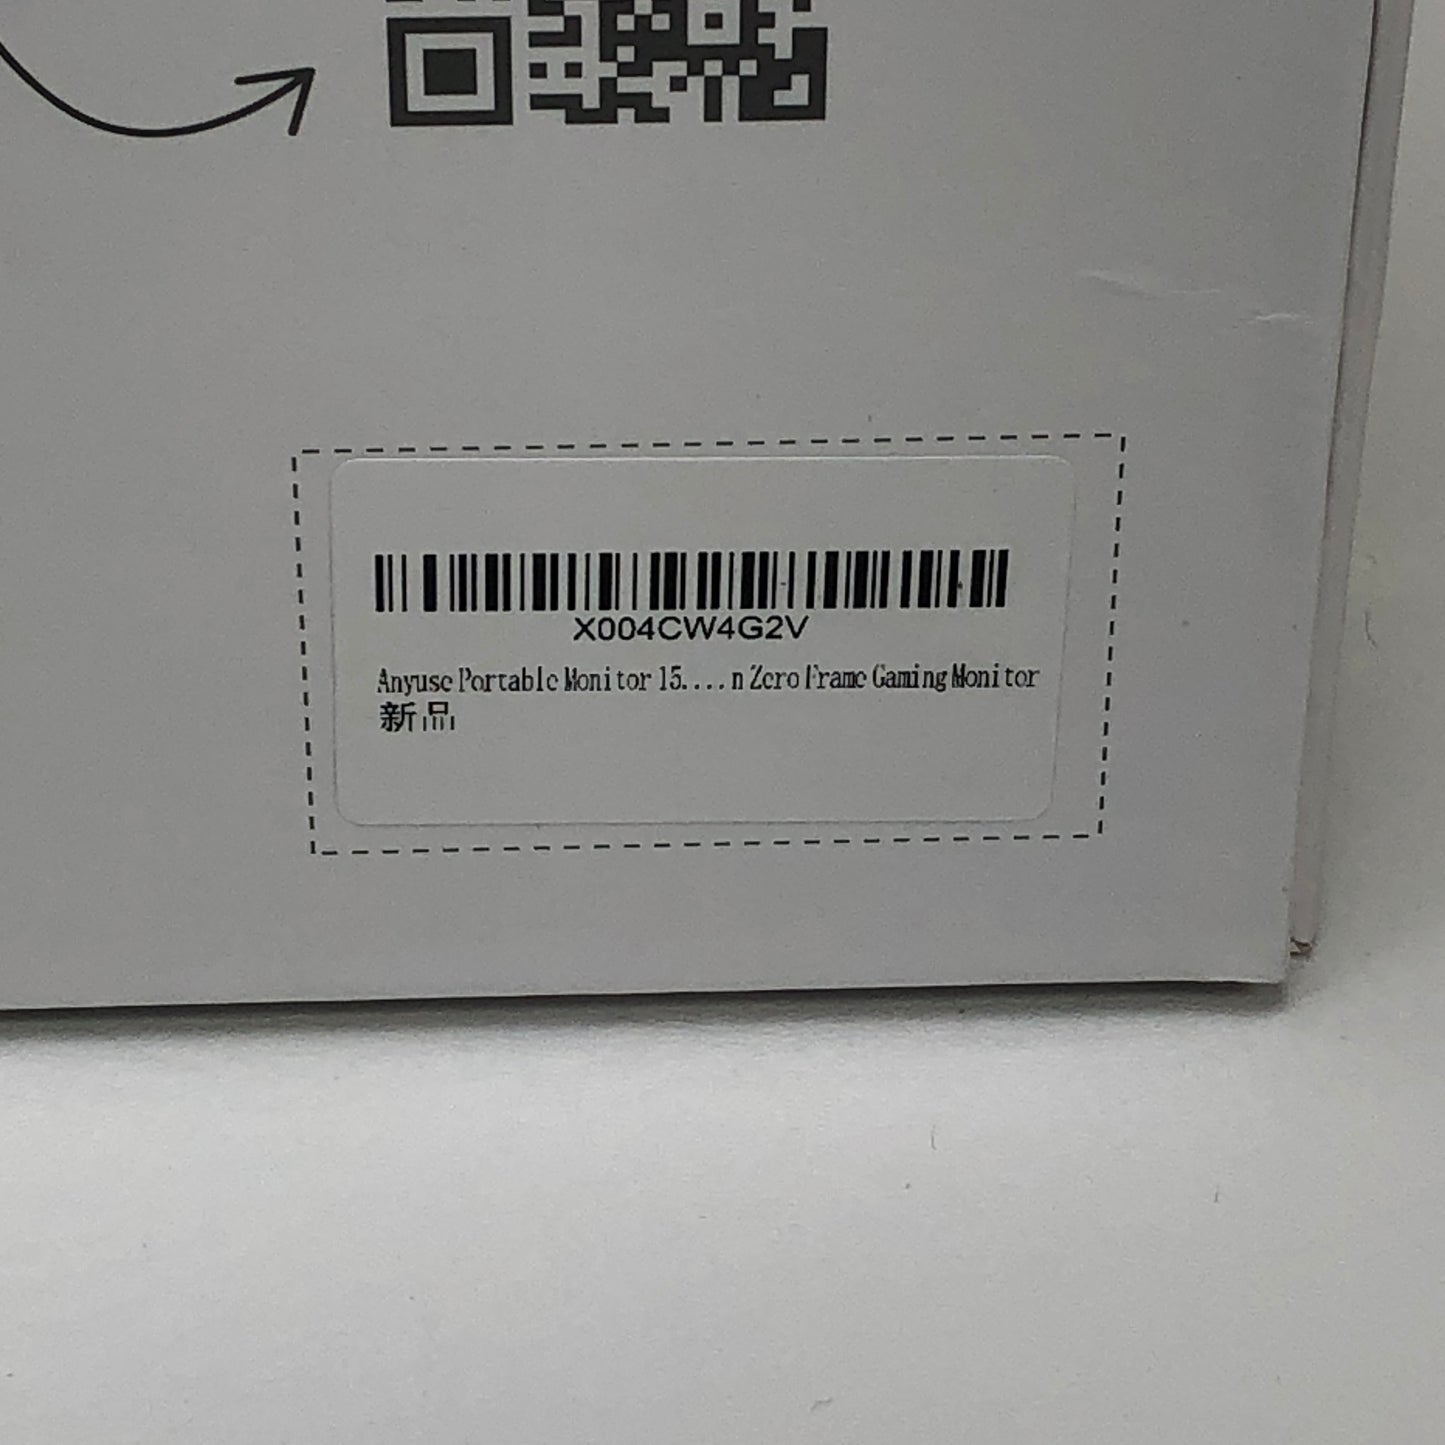 X004CW4G2V
Anyuse Portable Monitor 15....n Zero Frame Gaming Monitor
新品